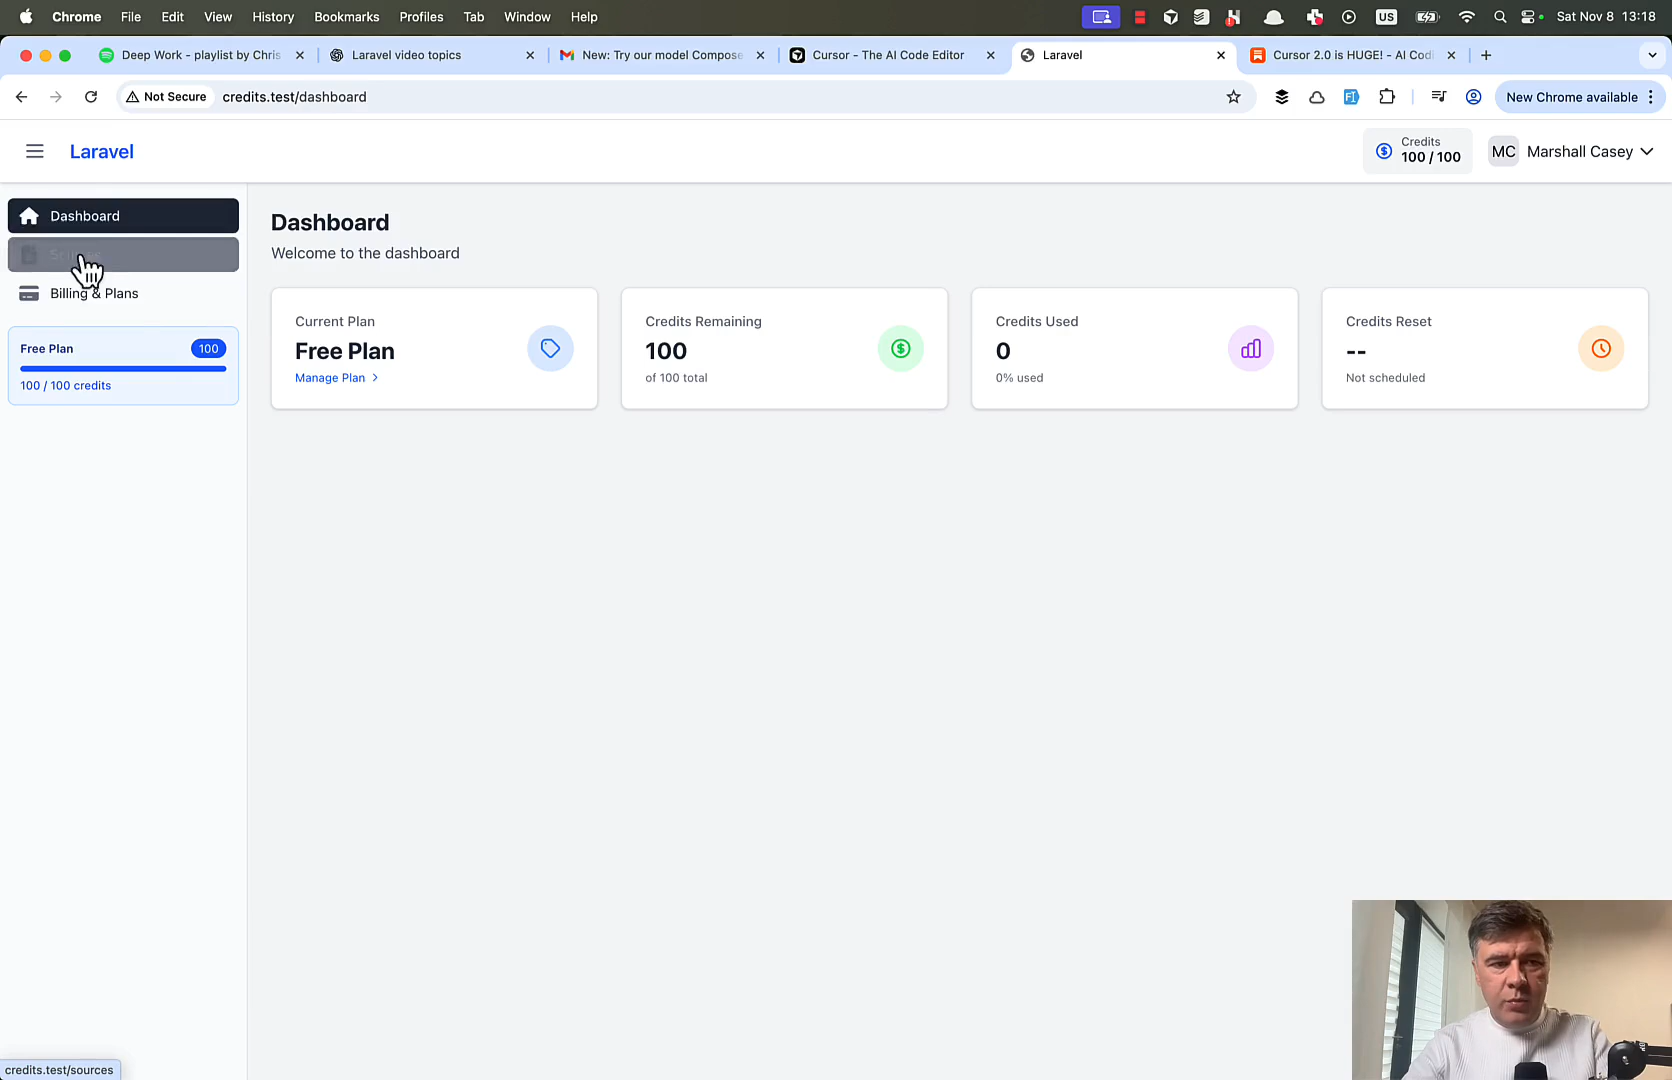 Chrome File Edit View History Bookmarks Profiles Tab Window Help US Sat Nov 8 13:18
Deep Work - playlist by Chris Laravel video topics New: Try our model Compose Cursor - The AI Code Editor Laravel Cursor 2.0 is HUGE! - AI Codi
Not Secure credits.test/dashboard New Chrome available
Laravel
Credits
100 / 100
MC Marshall Casey
Dashboard
Billing & Plans
Free Plan 100
100 / 100 credits
Dashboard
Welcome to the dashboard
Current Plan
Free Plan
Manage Plan
Credits Remaining
100
of 100 total
Credits Used
0
0% used
Credits Reset
--
Not scheduled
credits.test/sources